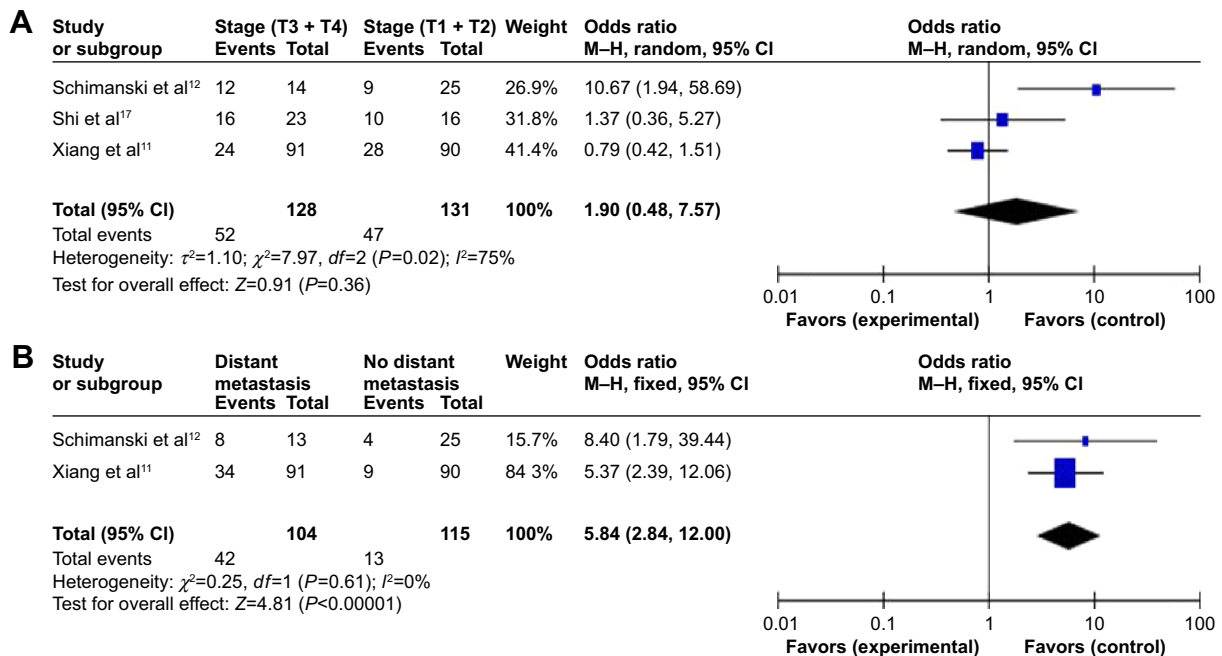 A
Study Stage (T3 + T4) Stage (T1 + T2) Weight Odds ratio Odds ratio
or subgroup Events Total Events Total M–H, random, 95% CI M–H, random, 95% CI
Schimanski et al¹² 12 14 9 25 26.9% 10.67 (1.94, 58.69)
Shi et al¹⁷ 16 23 10 16 31.8% 1.37 (0.36, 5.27)
Xiang et al¹¹ 24 91 28 90 41.4% 0.79 (0.42, 1.51)
Total (95% CI) 128 131 100% 1.90 (0.48, 7.57)
Total events 52 47
Heterogeneity: τ²=1.10; χ²=7.97, df=2 (P=0.02); I²=75%
Test for overall effect: Z=0.91 (P=0.36)
0.01 0.1 1 10 100
Favors (experimental) Favors (control)
B
Study Distant No distant Weight Odds ratio Odds ratio
or subgroup metastasis metastasis M–H, fixed, 95% CI M–H, fixed, 95% CI
Events Total Events Total
Schimanski et al¹² 8 13 4 25 15.7% 8.40 (1.79, 39.44)
Xiang et al¹¹ 34 91 9 90 84 3% 5.37 (2.39, 12.06)
Total (95% CI) 104 115 100% 5.84 (2.84, 12.00)
Total events 42 13
Heterogeneity: χ²=0.25, df=1 (P=0.61); I²=0%
Test for overall effect: Z=4.81 (P<0.00001)
0.01 0.1 1 10 100
Favors (experimental) Favors (control)